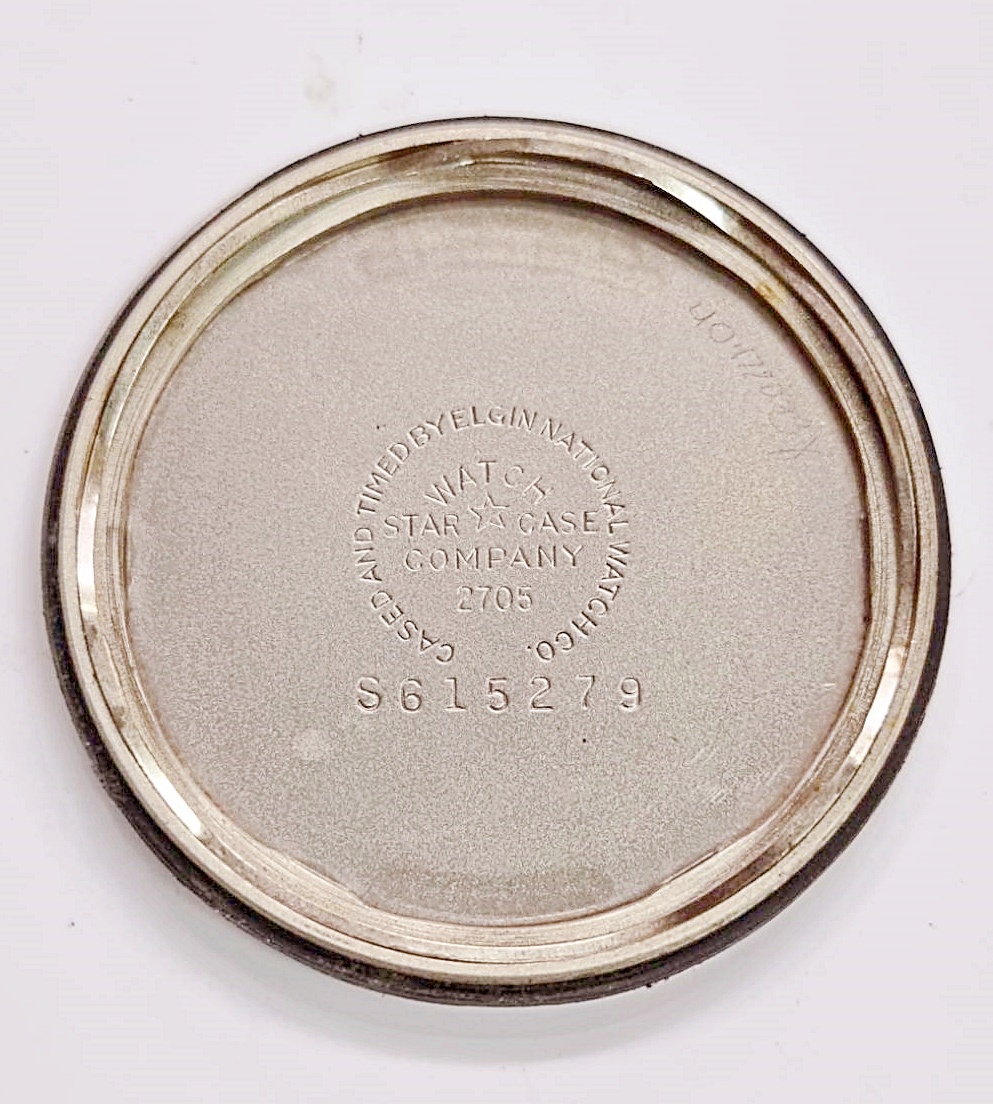 CASED AND TIMED BY ELGIN NATIONAL WATCH CO.
WATCH
STAR CASE
COMPANY
2705
S615279